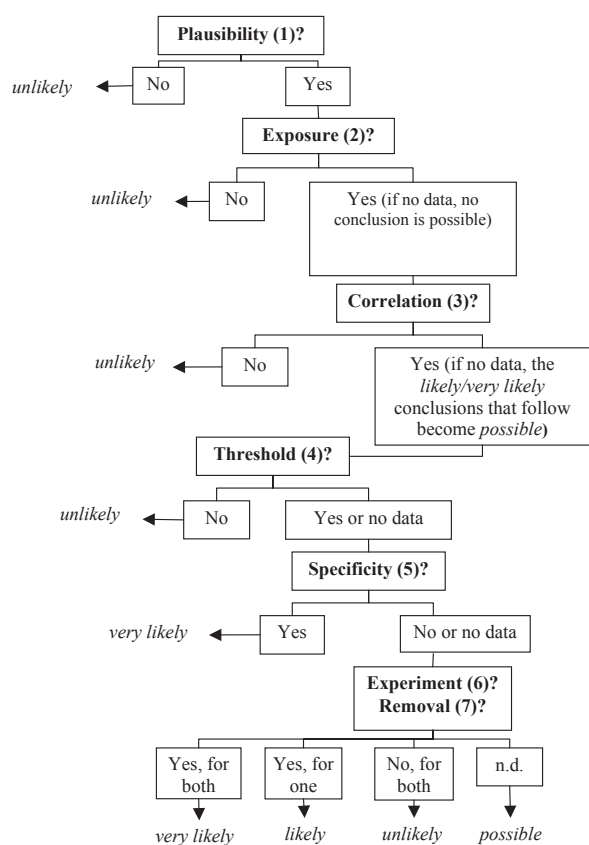 Plausibility (1)?
unlikely
No
Yes
Exposure (2)?
unlikely
No
Yes (if no data, no
conclusion is possible)
Correlation (3)?
unlikely
No
Yes (if no data, the
likely/very likely
conclusions that follow
become possible)
Threshold (4)?
unlikely
No
Yes or no data
Specificity (5)?
very likely
Yes
No or no data
Experiment (6)?
Removal (7)?
Yes, for
both
Yes, for
one
No, for
both
n.d.
very likely
likely
unlikely
possible